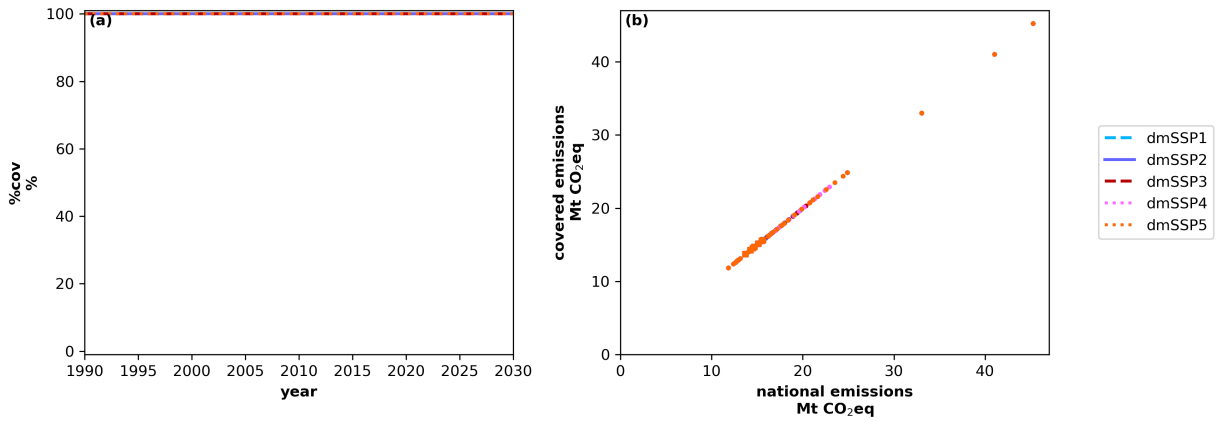 (a)
100
80
60
40
20
0
%cov
%
1990 1995 2000 2005 2010 2015 2020 2025 2030
year
(b)
40
30
20
10
0
covered emissions
Mt CO₂eq
0 10 20 30 40
national emissions
Mt CO₂eq
dmSSP1
dmSSP2
dmSSP3
dmSSP4
dmSSP5